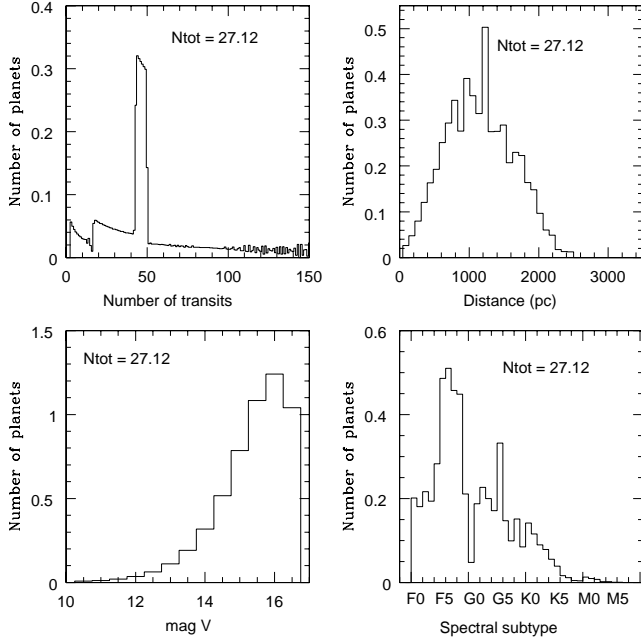 0.4
0.3
0.2
0.1
0
Number of planets
Ntot = 27.12
0 50 100 150
Number of transits
0.5
0.4
0.3
0.2
0.1
0
Number of planets
Ntot = 27.12
0 1000 2000 3000
Distance (pc)
1.5
1
0.5
0
Number of planets
Ntot = 27.12
10 12 14 16
mag V
0.6
0.4
0.2
0
Number of planets
Ntot = 27.12
F0 F5 G0 G5 K0 K5 M0 M5
Spectral subtype